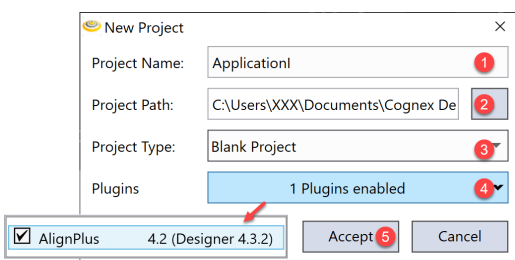 New Project
Project Name: ApplicationI 1
Project Path: C:\Users\XXX\Documents\Cognex De 2
Project Type: Blank Project 3
Plugins 1 Plugins enabled 4
AlignPlus 4.2 (Designer 4.3.2) Accept 5 Cancel